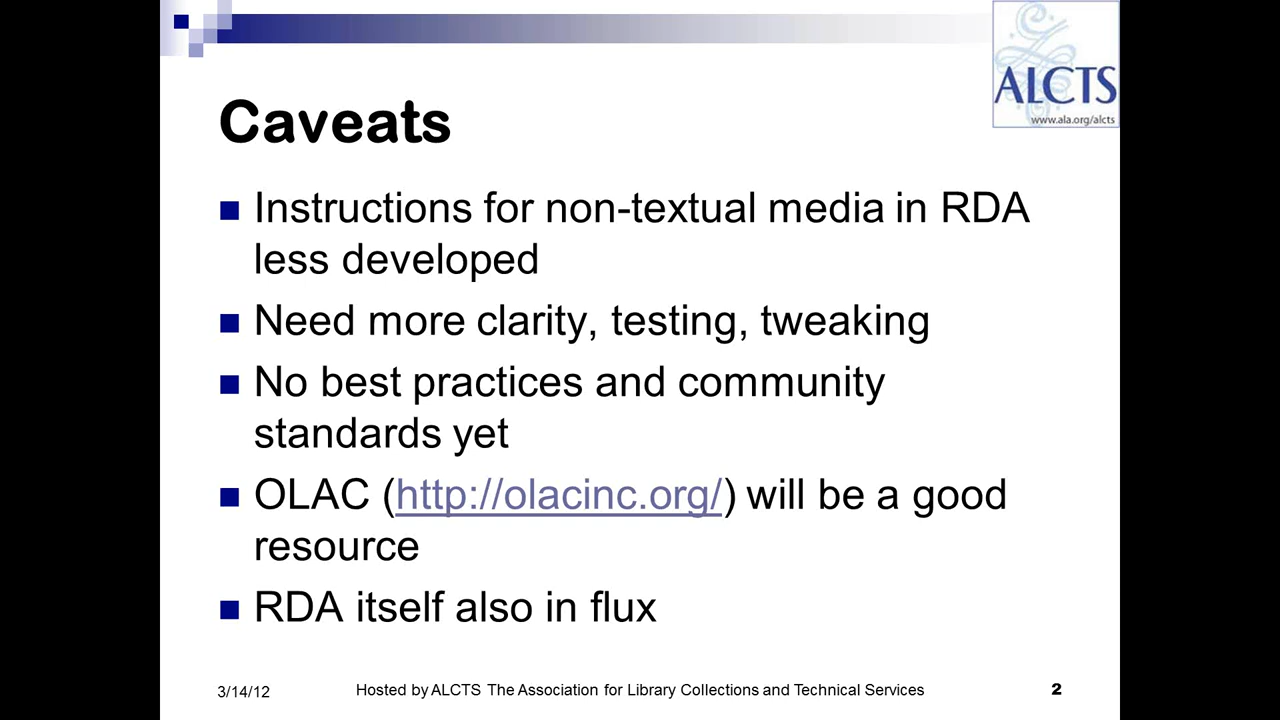 ALCTS
www.ala.org/alcts
Caveats
Instructions for non-textual media in RDA
less developed
Need more clarity, testing, tweaking
No best practices and community
standards yet
OLAC (http://olacinc.org/) will be a good
resource
RDA itself also in flux
3/14/12
Hosted by ALCTS The Association for Library Collections and Technical Services
2